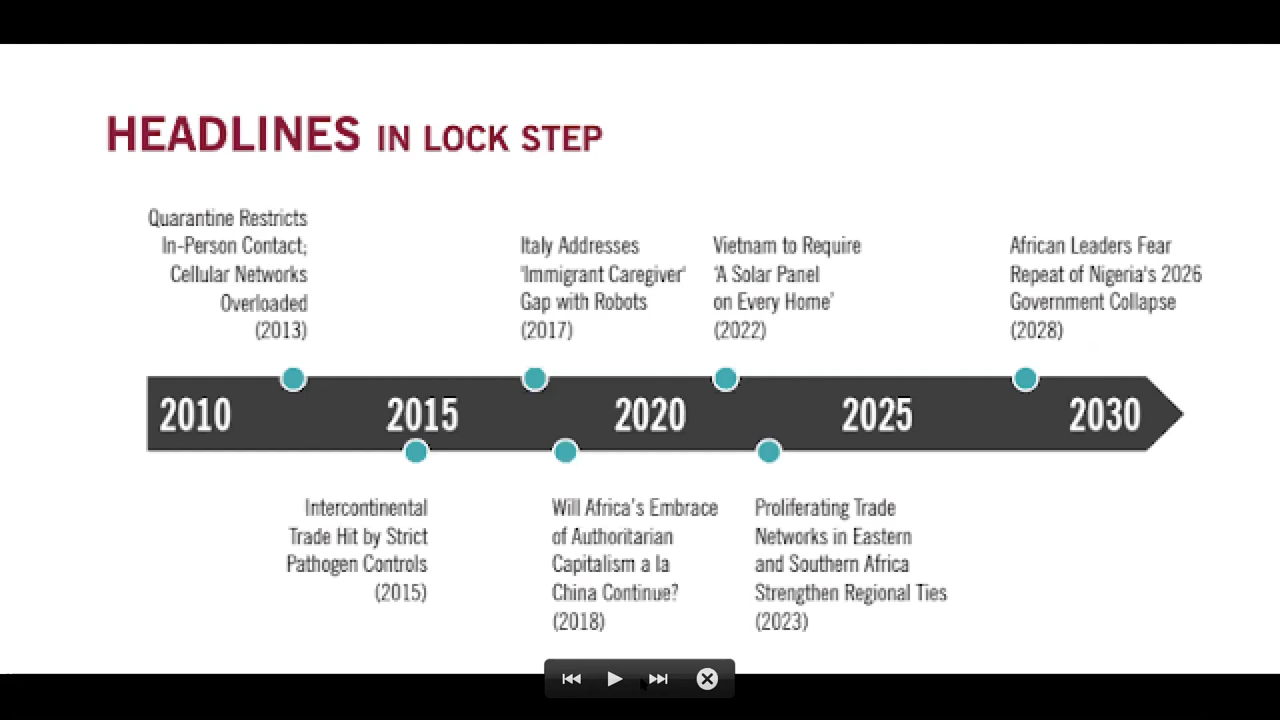 HEADLINES IN LOCK STEP
Quarantine Restricts
In-Person Contact;
Cellular Networks
Overloaded
(2013)
Italy Addresses
'Immigrant Caregiver'
Gap with Robots
(2017)
Vietnam to Require
'A Solar Panel
on Every Home'
(2022)
African Leaders Fear
Repeat of Nigeria's 2026
Government Collapse
(2028)
2010 2015 2020 2025 2030
Intercontinental
Trade Hit by Strict
Pathogen Controls
(2015)
Will Africa's Embrace
of Authoritarian
Capitalism a la
China Continue?
(2018)
Proliferating Trade
Networks in Eastern
and Southern Africa
Strengthen Regional Ties
(2023)